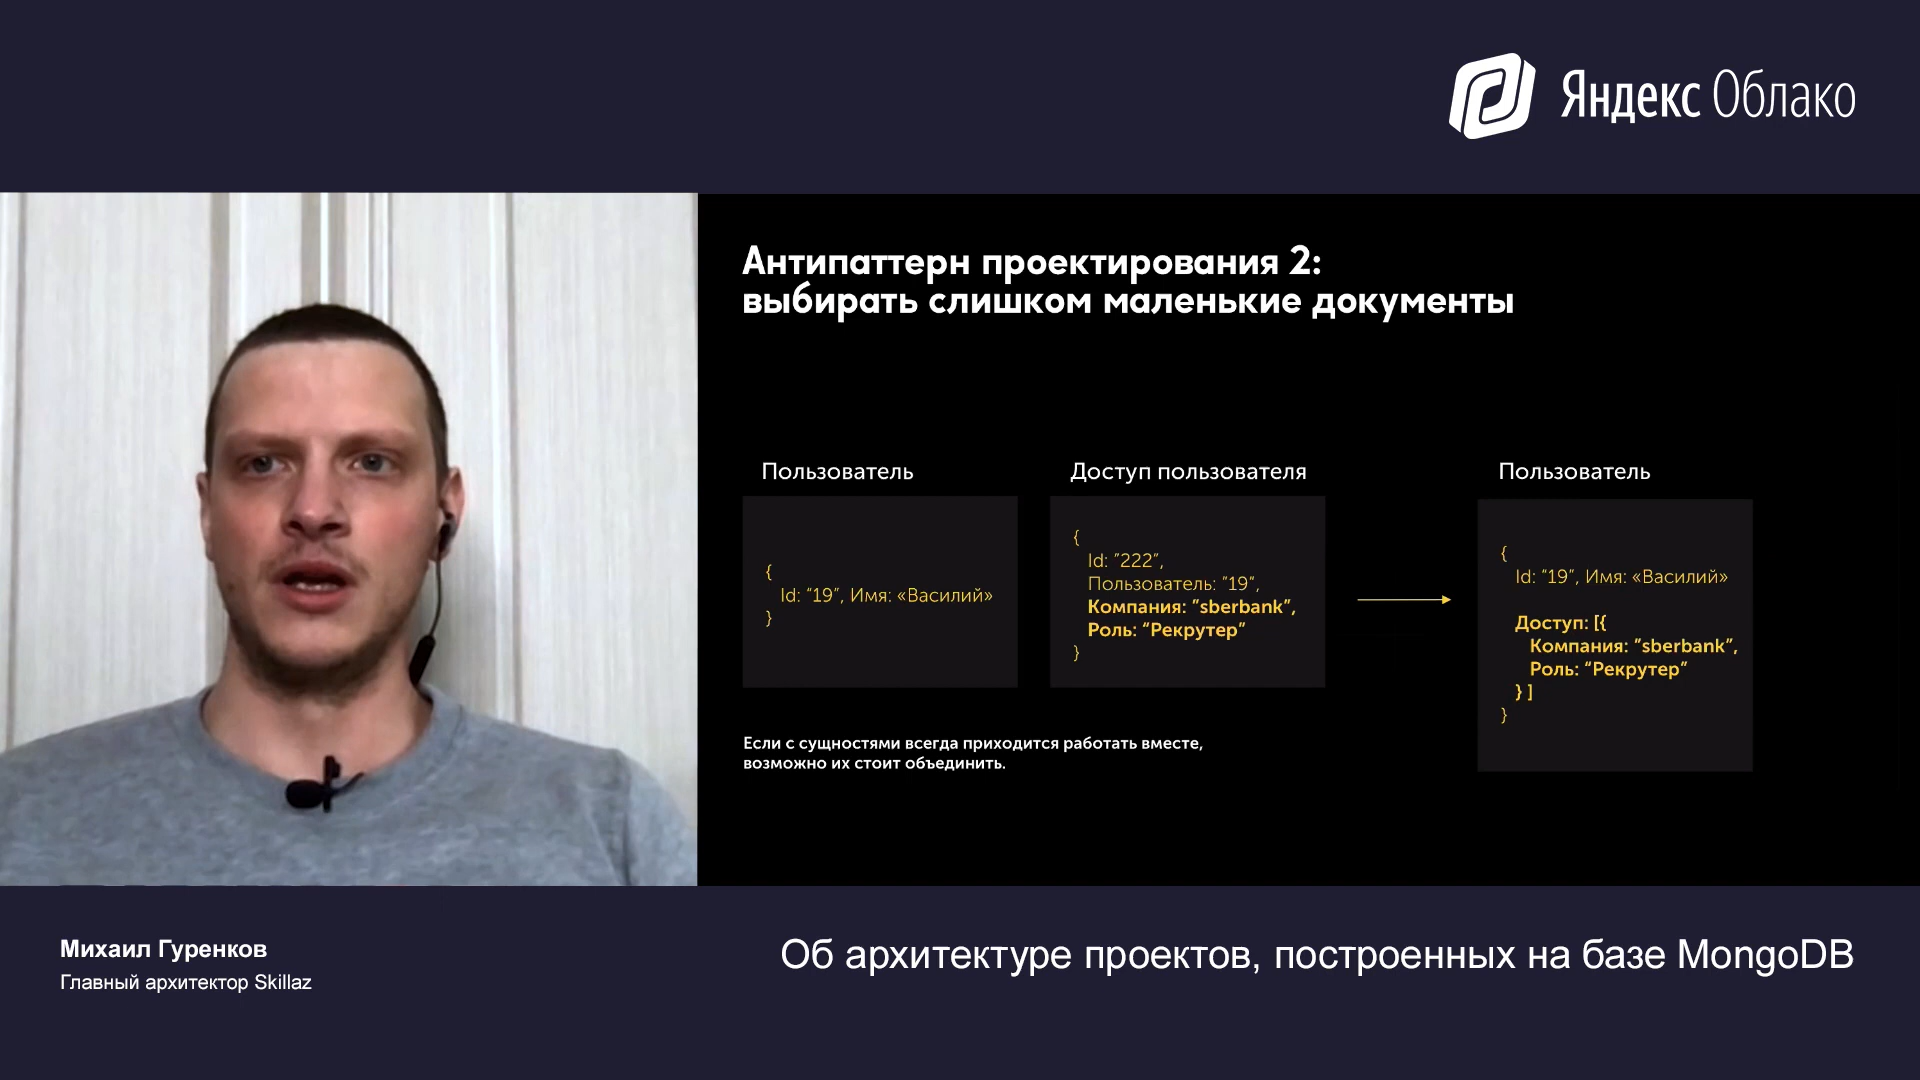 Яндекс Облако
Антипаттерн проектирования 2:
выбирать слишком маленькие документы
Пользователь
{
Id: “19”, Имя: «Василий»
}
Доступ пользователя
{
Id: ”222”,
Пользователь: ”19“,
Компания: ”sberbank”,
Роль: “Рекрутер”
}
Пользователь
{
Id: “19”, Имя: «Василий»
Доступ: [{
Компания: ”sberbank”,
Роль: “Рекрутер”
} ]
}
Если с сущностями всегда приходится работать вместе,
возможно их стоит объединить.
Михаил Гуренков
Главный архитектор Skillaz
Об архитектуре проектов, построенных на базе MongoDB